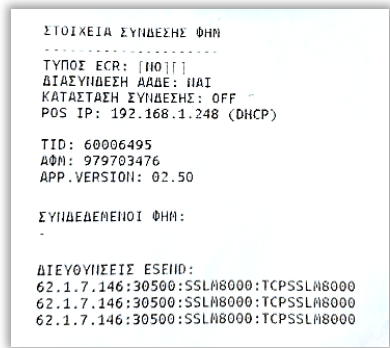 ΣΤΟΙΧΕΙΑ ΣΥΝΔΕΣΗΣ ΦΗΜ
- - - - - - - - - - - - - - - - - - - -
ΤΥΠΟΣ ECR: [NO][]
ΔΙΑΣΥΝΔΕΣΗ ΑΑΔΕ: ΝΑΙ
ΚΑΤΑΣΤΑΣΗ ΣΥΝΔΕΣΗΣ: OFF
POS IP: 192.168.1.248 (DHCP)
TID: 60006495
ΑΦΜ: 979703476
APP.VERSION: 02.50
ΣΥΝΔΕΔΕΜΕΝΟΙ ΦΗΜ:
-
ΔΙΕΥΘΥΝΣΕΙΣ ESEND:
62.1.7.146:30500:SSLM8000:TCPSSLM8000
62.1.7.146:30500:SSLM8000:TCPSSLM8000
62.1.7.146:30500:SSLM8000:TCPSSLM8000